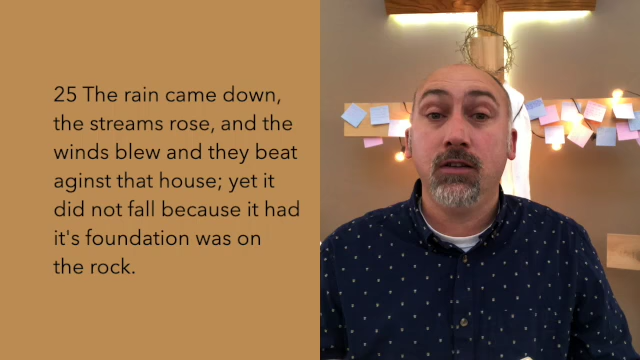 25 The rain came down,
the streams rose, and the
winds blew and they beat
aginst that house; yet it
did not fall because it had
it's foundation was on
the rock.